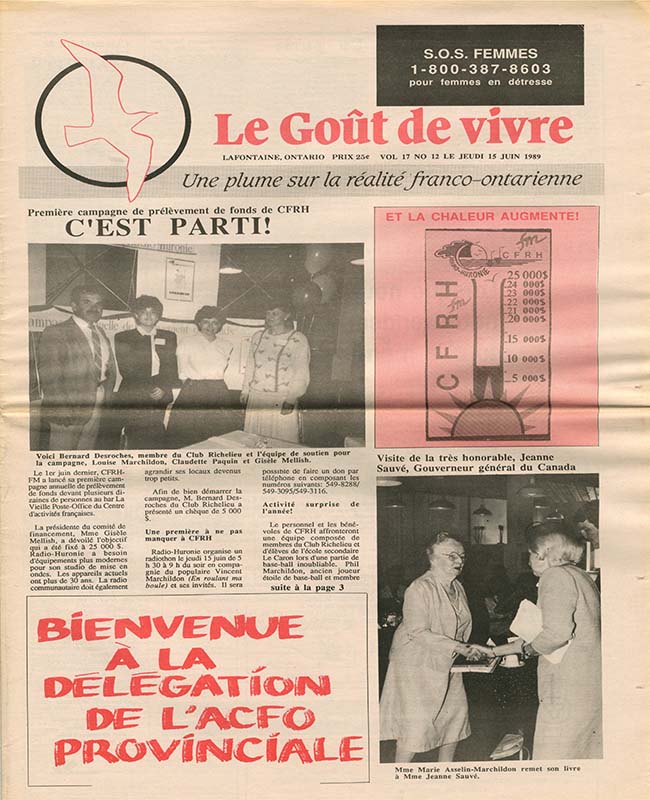 S.O.S. FEMMES
1-800-387-8603
pour femmes en détresse
Le Goût de vivre
LAFONTAINE, ONTARIO PRIX 25¢ VOL 17 NO 12 LE JEUDI 15 JUIN 1989
Une plume sur la réalité franco-ontarienne
Première campagne de prélèvement de fonds de CFRH
C'EST PARTI!
Voici Bernard Desroches, membre du Club Richelieu et l'équipe de soutien pour
la campagne, Louise Marchildon, Claudette Paquin et Gisèle Mellish.
Le 1er juin dernier, CFRH-
FM a lancé sa première cam-
pagne annuelle de prélèvement
de fonds devant plusieurs di-
zaines de personnes au bar La
Vieille Poste-Office du Centre
d'activités françaises.
La présidente du comité de
financement, Mme Gisèle
Mellish, a dévoilé l'objectif
qui a été fixé à 25 000 $.
Radio-Huronie a besoin
d'équipements plus modernes
pour son studio de mise en
ondes. Les appareils actuels
ont plus de 30 ans. La radio
communautaire doit également
agrandir ses locaux devenus
trop petits.
Afin de bien démarrer la
campagne, M. Bernard Des-
roches du Club Richelieu a
présenté un chèque de 5 000
$.
Une première à ne pas
manquer à CFRH
Radio-Huronie organise un
radiothon le jeudi 15 juin de 5
h 30 à 9 h du soir en compa-
gnie du populaire Vincent
Marchildon (En roulant ma
boule) et ses invités. Il sera
possible de faire un don par
téléphone en composant les
numéros suivants: 549-8288/
549-3095/549-3116.
Activité surprise de
l'année!
Le personnel et les béné-
voles de CFRH affronteront
une équipe composée de
membres du Club Richelieu et
d'élèves de l'école secondaire
Le Caron lors d'une partie de
base-ball inoubliable. Phil
Marchildon, ancien joueur
étoile de base-ball et membre
suite à la page 3
ET LA CHALEUR AUGMENTE!
fm
CFRH
CFRH
fm
25 000$
24 000$
23 000$
22 000$
21 000$
20 000$
15 000$
10 000$
5 000$
Visite de la très honorable, Jeanne
Sauvé, Gouverneur général du Canada
Mme Marie Asselin-Marchildon remet son livre
à Mme Jeanne Sauvé.
BIENVENUE
À LA
DÉLÉGATION
DE L'ACFO
PROVINCIALE